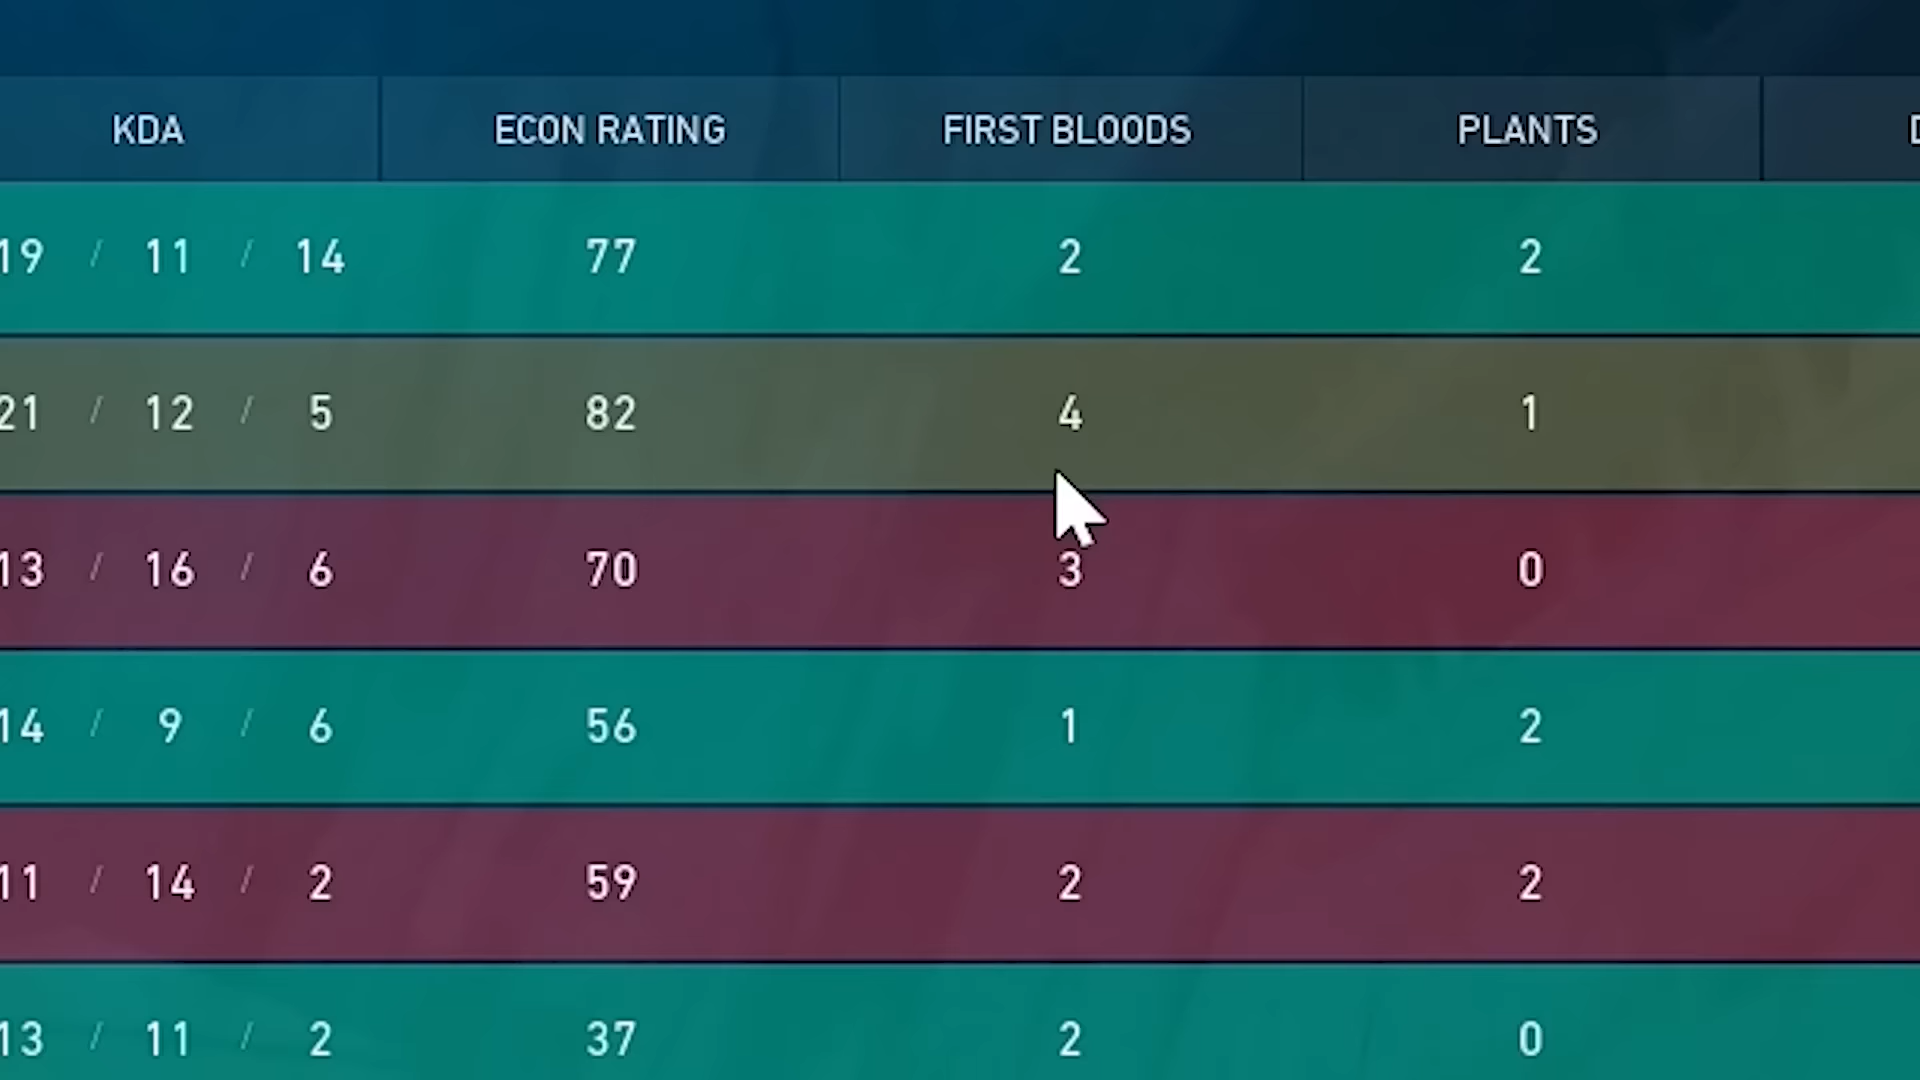 KDA ECON RATING FIRST BLOODS PLANTS
19 / 11 / 14 77 2 2
21 / 12 / 5 82 4 1
13 / 16 / 6 70 3 0
14 / 9 / 6 56 1 2
11 / 14 / 2 59 2 2
13 / 11 / 2 37 2 0